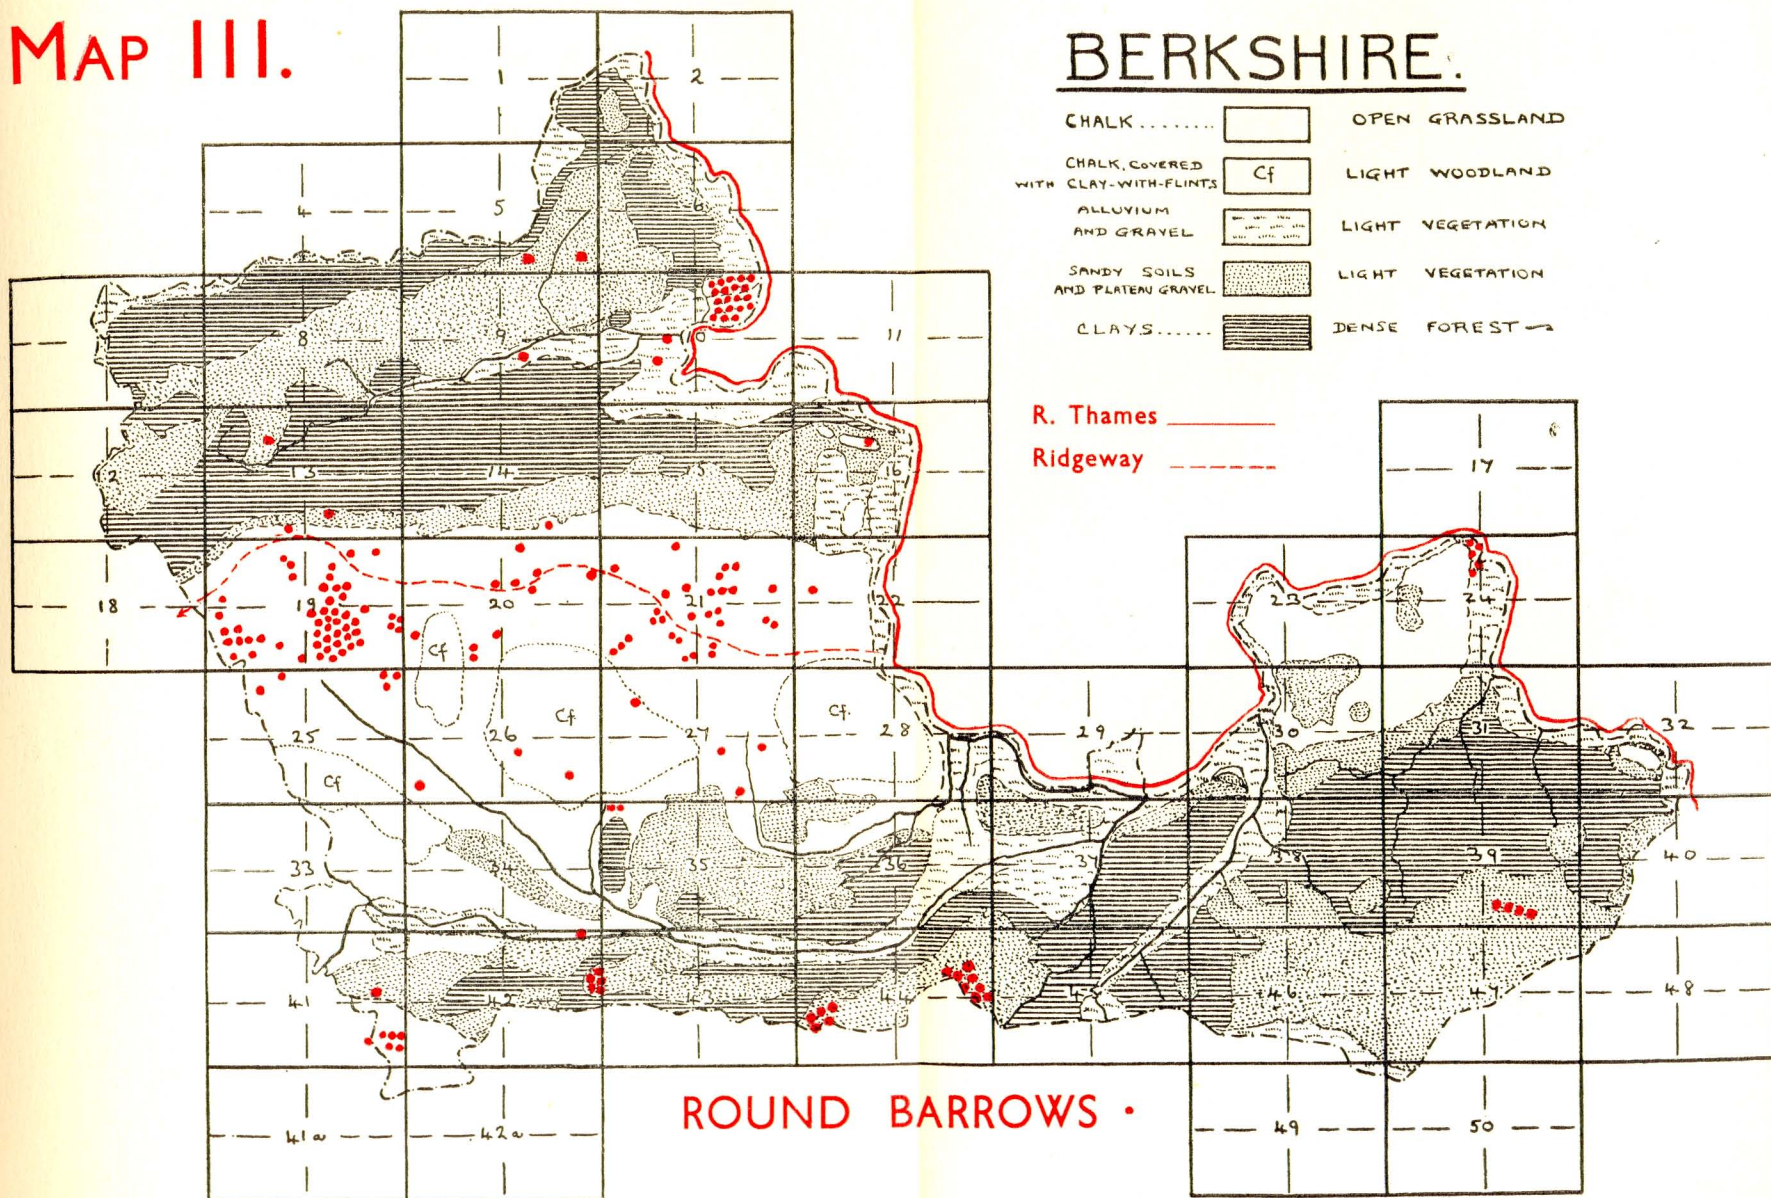 MAP III.
BERKSHIRE.
CHALK........ OPEN GRASSLAND
CHALK, COVERED
WITH CLAY-WITH-FLINTS Cf LIGHT WOODLAND
ALLUVIUM
AND GRAVEL LIGHT VEGETATION
SANDY SOILS
AND PLATEAU GRAVEL LIGHT VEGETATION
CLAYS...... DENSE FOREST
R. Thames
Ridgeway
1 2
4 5 6
8 9 10 11
12 13 14 15 16 17
18 19 20 21 22 23 24
Cf
Cf Cf.
25 26 27 28 29 30 31 32
Cf
33 34 35 36 37 38 39 40
41 42 43 44 45 46 47 48
41a 42a 49 50
ROUND BARROWS •